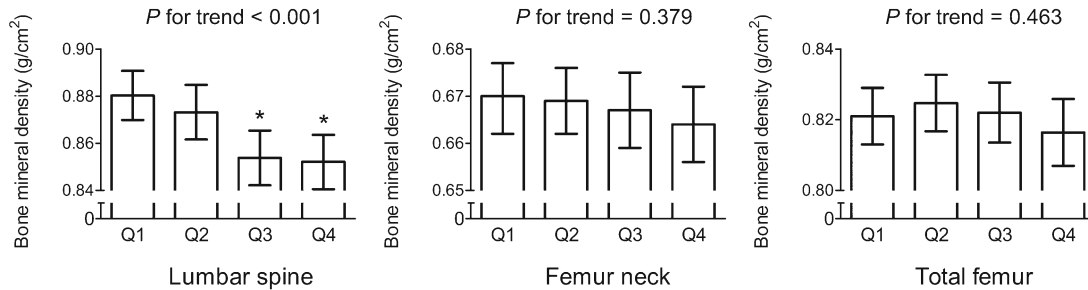 P for trend < 0.001
Bone mineral density (g/cm²)
0.90
0.88
0.86
0.84
0
* *
Q1 Q2 Q3 Q4
Lumbar spine
P for trend = 0.379
Bone mineral density (g/cm²)
0.68
0.67
0.66
0.65
0
Q1 Q2 Q3 Q4
Femur neck
P for trend = 0.463
Bone mineral density (g/cm²)
0.84
0.82
0.80
0
Q1 Q2 Q3 Q4
Total femur